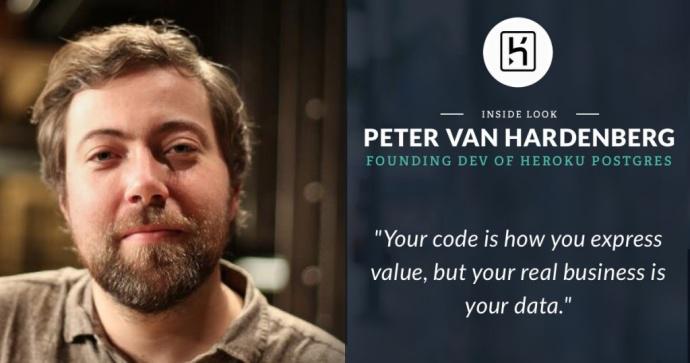 INSIDE LOOK
PETER VAN HARDENBERG
FOUNDING DEV OF HEROKU POSTGRES
"Your code is how you express
value, but your real business is
your data."